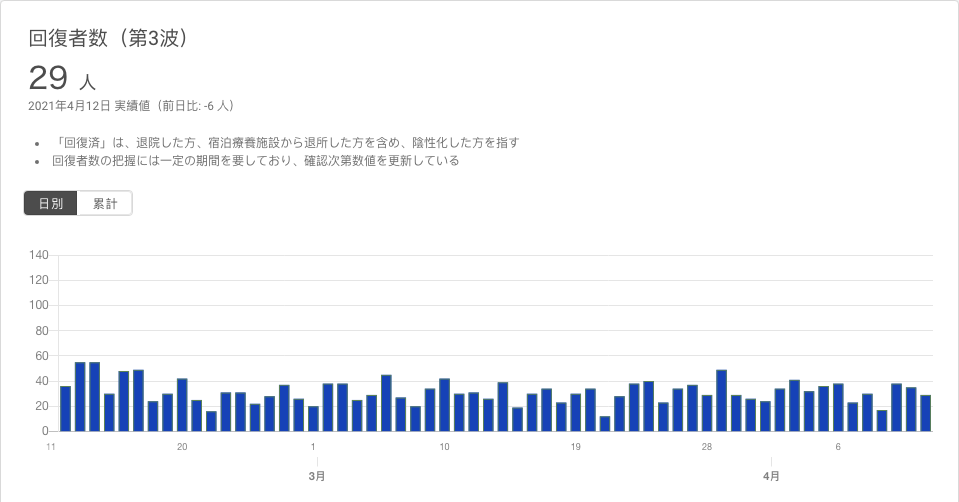 回復者数（第3波）
29 人
2021年4月12日 実績値（前日比: -6 人）
• 「回復済」は、退院した方、宿泊療養施設から退所した方を含め、陰性化した方を指す
• 回復者数の把握には一定の期間を要しており、確認次第数値を更新している
日別 累計
140
120
100
80
60
40
20
0
11 20 1 10 19 28 6
3月 4月